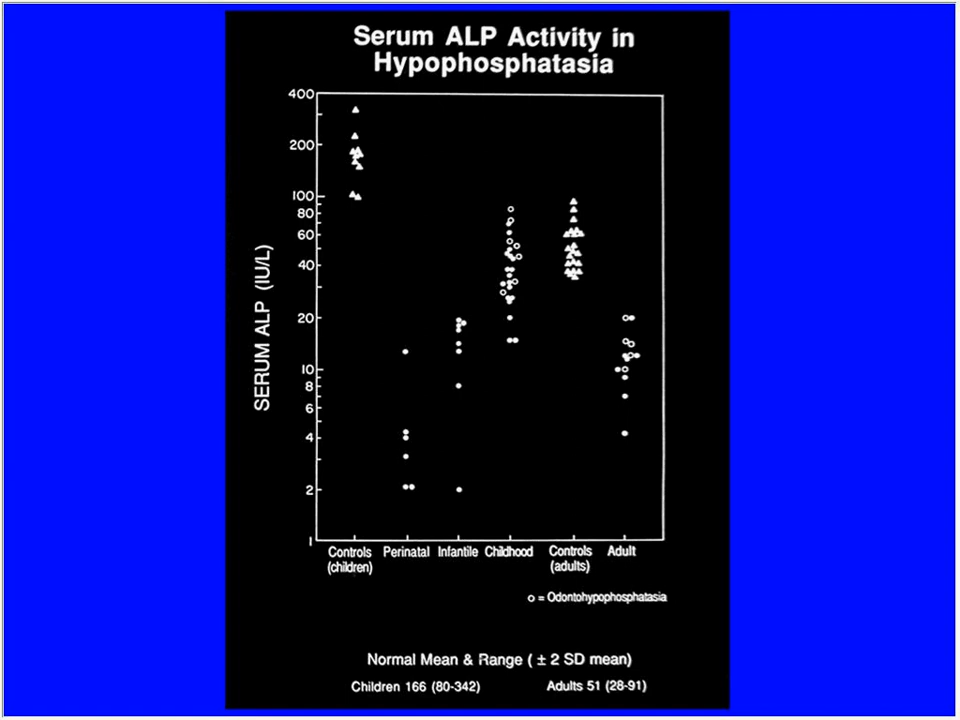 Serum ALP Activity in
Hypophosphatasia
SERUM ALP (IU/L)
400
200
100
80
60
40
20
10
8
6
4
2
1
Controls
(children)
Perinatal
Infantile
Childhood
Controls
(adults)
Adult
o = Odontohypophosphatasia
Normal Mean & Range ( ± 2 SD mean)
Children 166 (80-342)
Adults 51 (28-91)